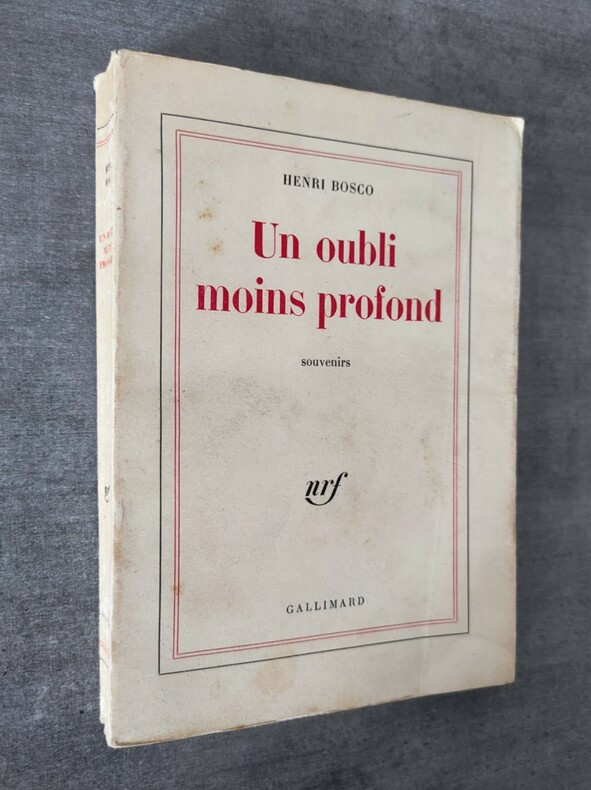 HENRI BOSCO
Un oubli
moins profond
souvenirs
nrf
GALLIMARD